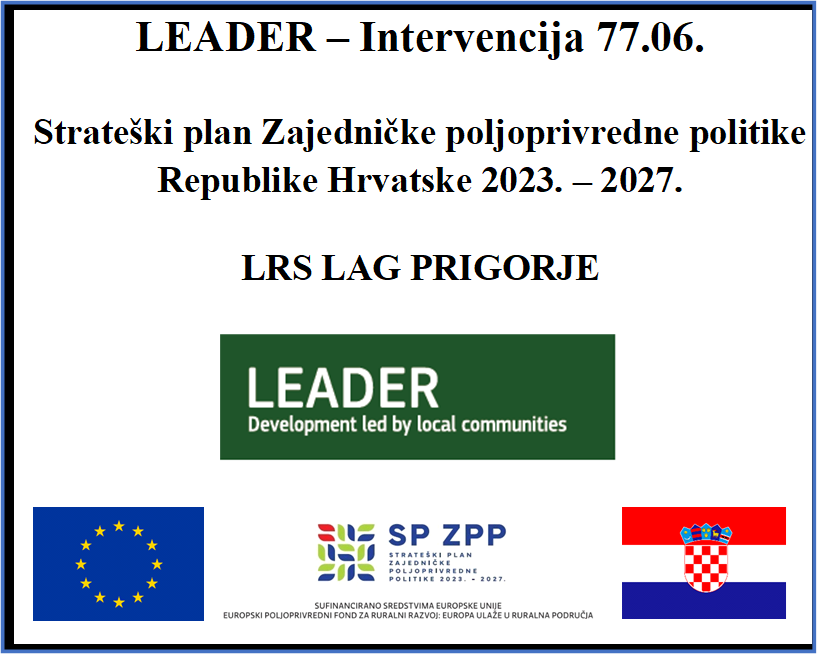 LEADER – Intervencija 77.06.
Strateški plan Zajedničke poljoprivredne politike
Republike Hrvatske 2023. – 2027.
LRS LAG PRIGORJE
LEADER
Development led by local communities
SP ZPP
STRATEŠKI PLAN
ZAJEDNIČKE
POLJOPRIVREDNE
POLITIKE 2023. – 2027.
SUFINANCIRANO SREDSTVIMA EUROPSKE UNIJE
EUROPSKI POLJOPRIVREDNI FOND ZA RURALNI RAZVOJ: EUROPA ULAŽE U RURALNA PODRUČJA